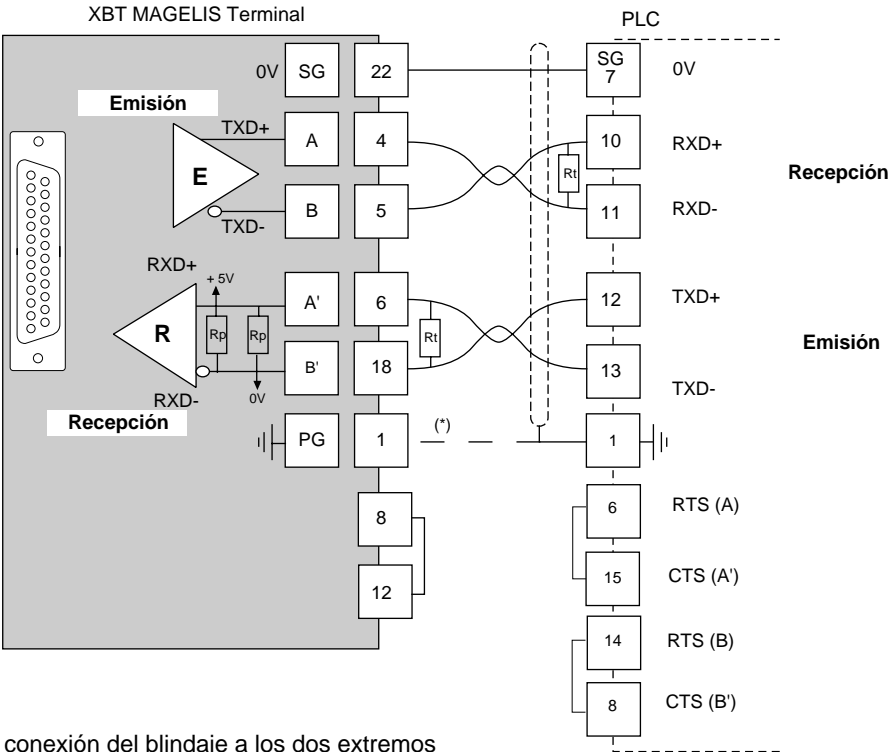 XBT MAGELIS Terminal
PLC
0V SG 22 SG 7 0V
Emisión
TXD+ A 4 10 RXD+
E Rt Recepción
B 5 11 RXD-
TXD-
RXD+
+ 5V
A' 6 12 TXD+
R Rp Rp Rt Emisión
B' 18 13
RXD- 0V TXD-
Recepción
PG 1 (*) 1
8 6 RTS (A)
12 15 CTS (A')
14 RTS (B)
8 CTS (B')
conexión del blindaje a los dos extremos